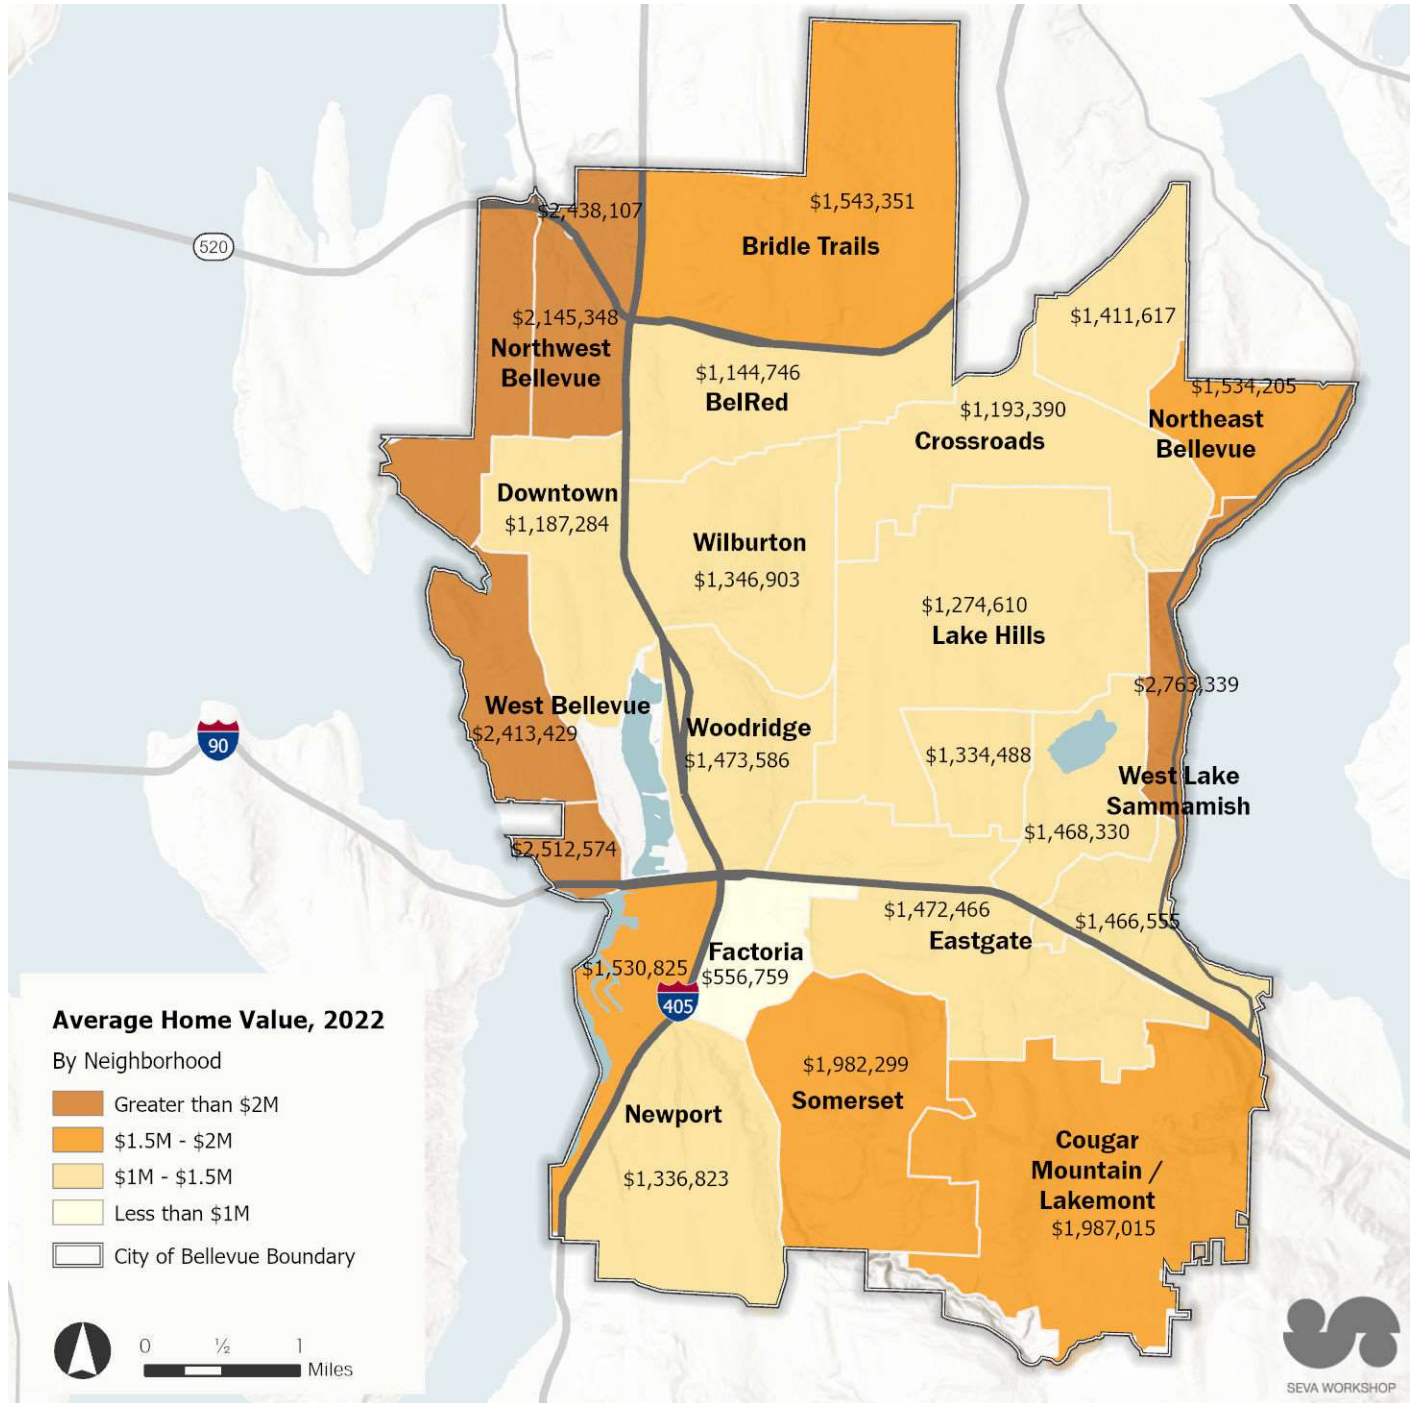 $2,438,107
$1,543,351
Bridle Trails
520
$2,145,348
Northwest
Bellevue
$1,411,617
$1,144,746
BelRed
$1,534,205
$1,193,390
Crossroads
Northeast
Bellevue
Downtown
$1,187,284
Wilburton
$1,346,903
$1,274,610
Lake Hills
$2,763,339
West Bellevue
$2,413,429
Woodridge
$1,473,586
$1,334,488
90
West Lake
Sammamish
$1,468,330
$2,512,574
$1,472,466
Eastgate
$1,466,555
Factoria
$556,759
$1,530,825
405
$1,982,299
Somerset
Newport
$1,336,823
Cougar
Mountain /
Lakemont
$1,987,015
Average Home Value, 2022
By Neighborhood
Greater than $2M
$1.5M - $2M
$1M - $1.5M
Less than $1M
City of Bellevue Boundary
0 ½ 1
Miles
SEVA WORKSHOP